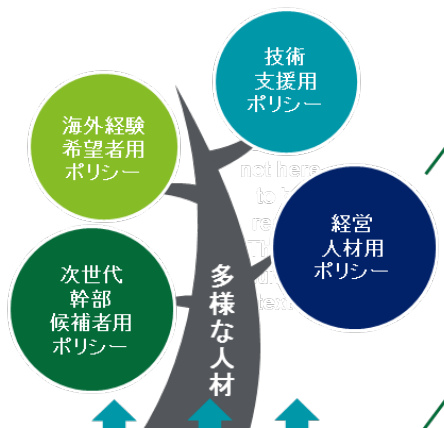 技術
支援用
ポリシー
海外経験
希望者用
ポリシー
not here
経営
人材用
ポリシー
次世代
幹部
候補者用
ポリシー
多様な人材